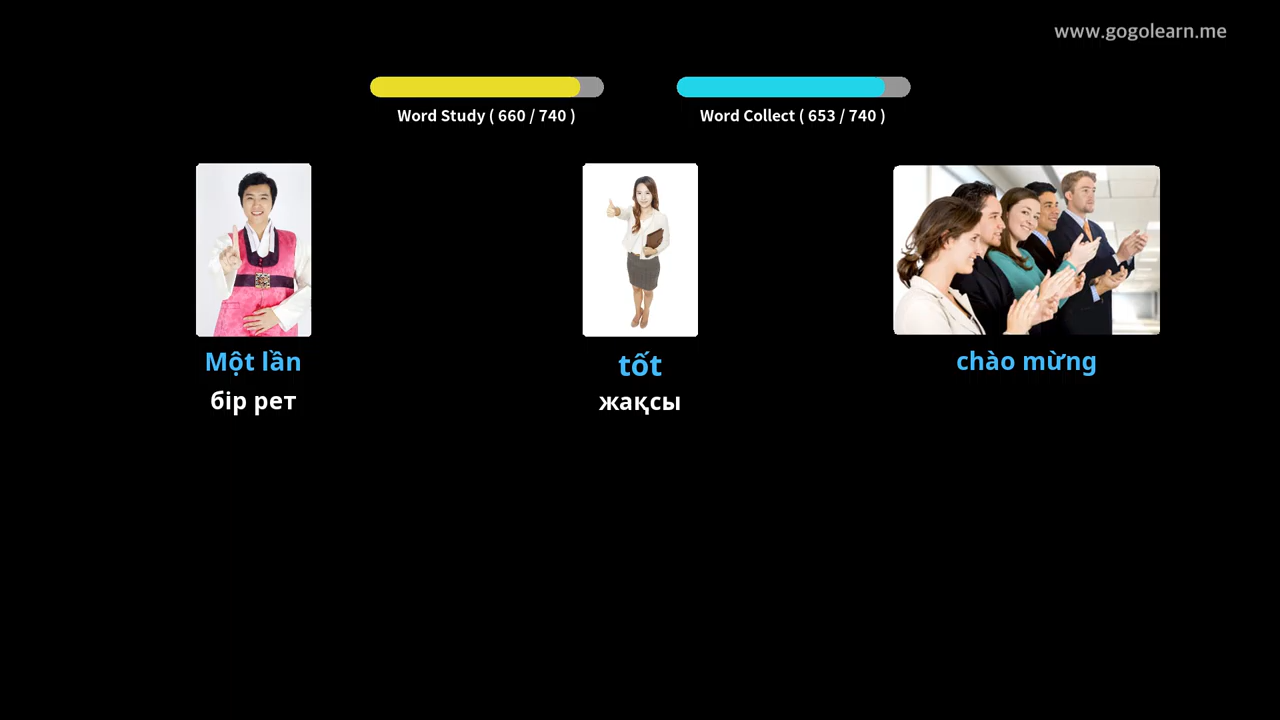 www.gogolearn.me
Word Study ( 660 / 740 )
Word Collect ( 653 / 740 )
Một lần
бір рет
tốt
жақсы
chào mừng